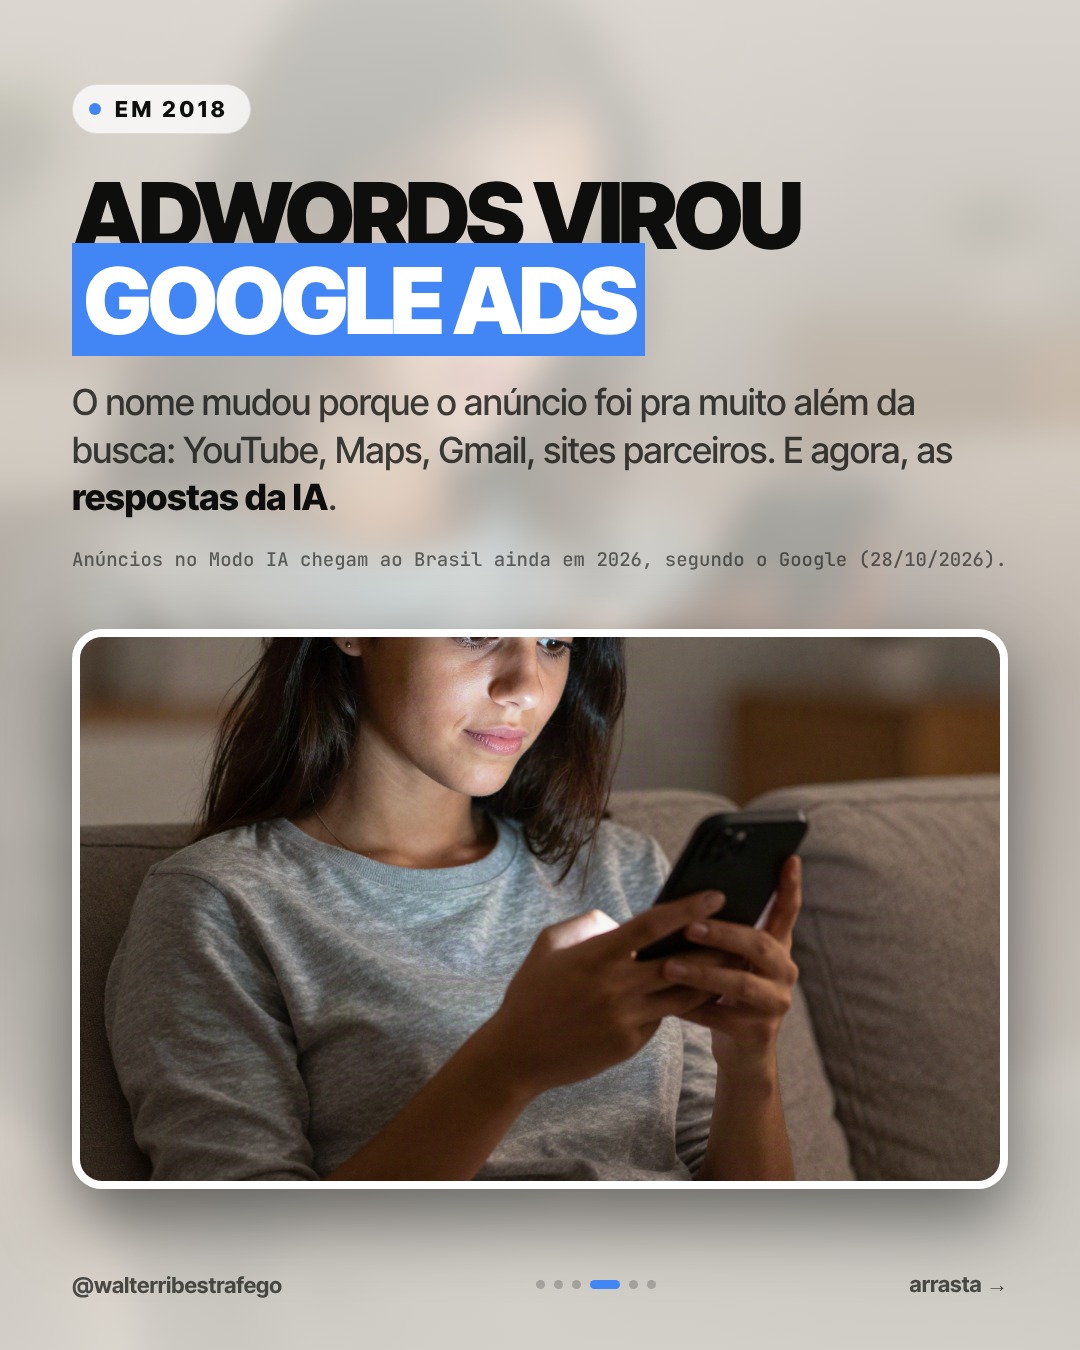 EM 2018
ADWORDS VIROU
GOOGLE ADS
O nome mudou porque o anúncio foi pra muito além da
busca: YouTube, Maps, Gmail, sites parceiros. E agora, as
respostas da IA.
Anúncios no Modo IA chegam ao Brasil ainda em 2026, segundo o Google (28/10/2026).
@walterribestrafego
arrasta →